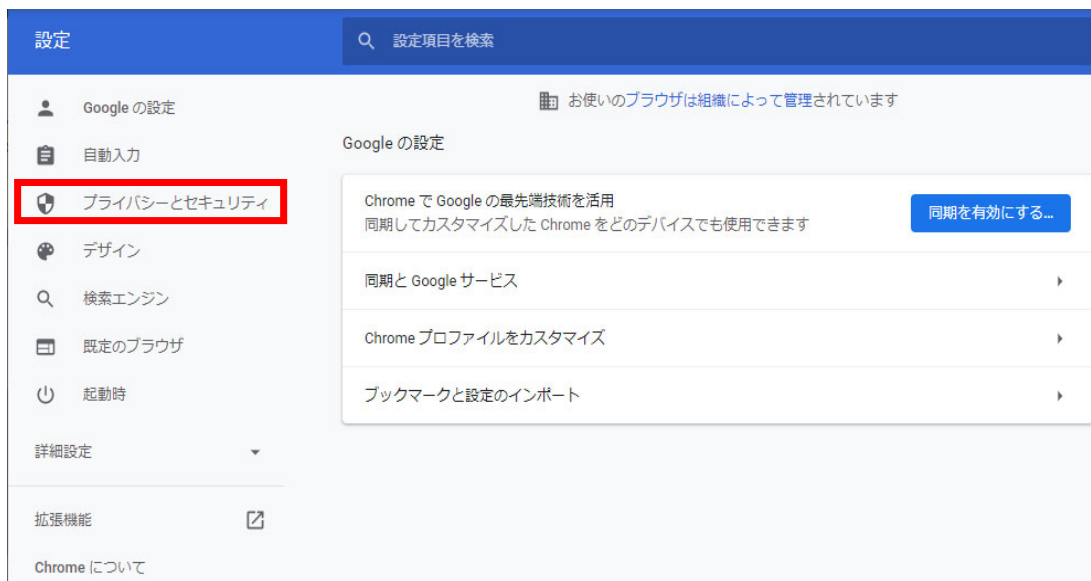 設定
設定項目を検索
Google の設定
自動入力
プライバシーとセキュリティ
デザイン
検索エンジン
既定のブラウザ
起動時
詳細設定
拡張機能
Chrome について
お使いのブラウザは組織によって管理されています
Google の設定
Chrome で Google の最先端技術を活用
同期してカスタマイズした Chrome をどのデバイスでも使用できます
同期を有効にする...
同期と Google サービス
Chrome プロファイルをカスタマイズ
ブックマークと設定のインポート